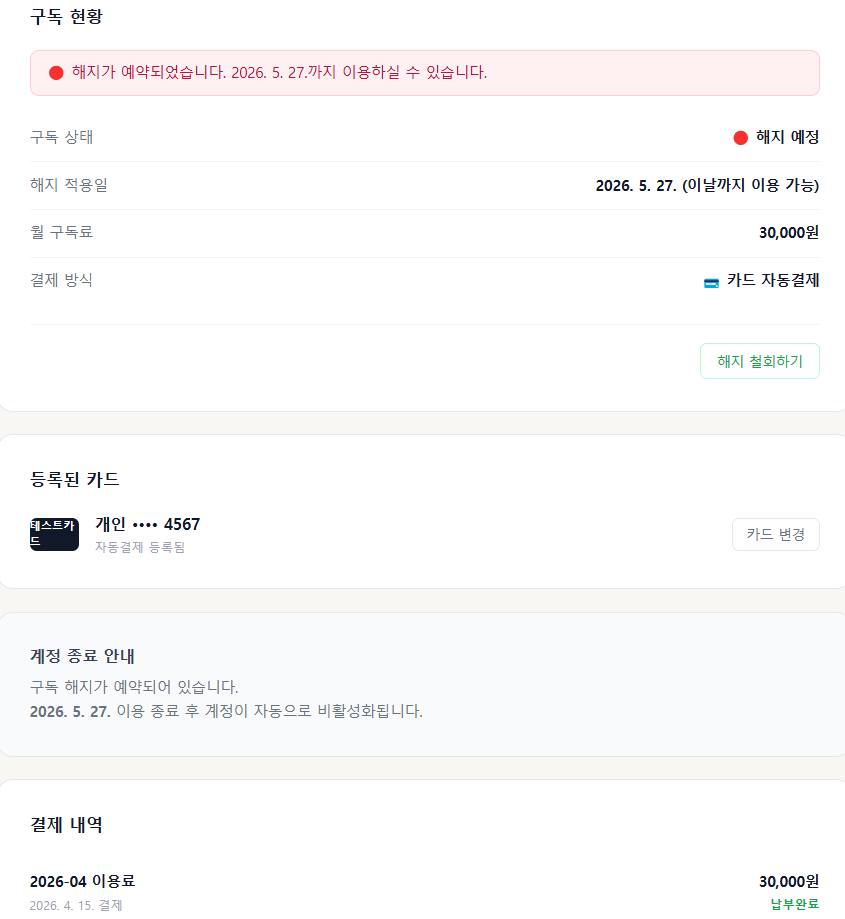 구독 현황
해지가 예약되었습니다. 2026. 5. 27.까지 이용하실 수 있습니다.
구독 상태
해지 예정
해지 적용일
2026. 5. 27. (이날까지 이용 가능)
월 구독료
30,000원
결제 방식
카드 자동결제
해지 철회하기
등록된 카드
테스트카
드
개인 •••• 4567
자동결제 등록됨
카드 변경
계정 종료 안내
구독 해지가 예약되어 있습니다.
2026. 5. 27. 이용 종료 후 계정이 자동으로 비활성화됩니다.
결제 내역
2026-04 이용료
30,000원
2026. 4. 15. 결제
납부완료